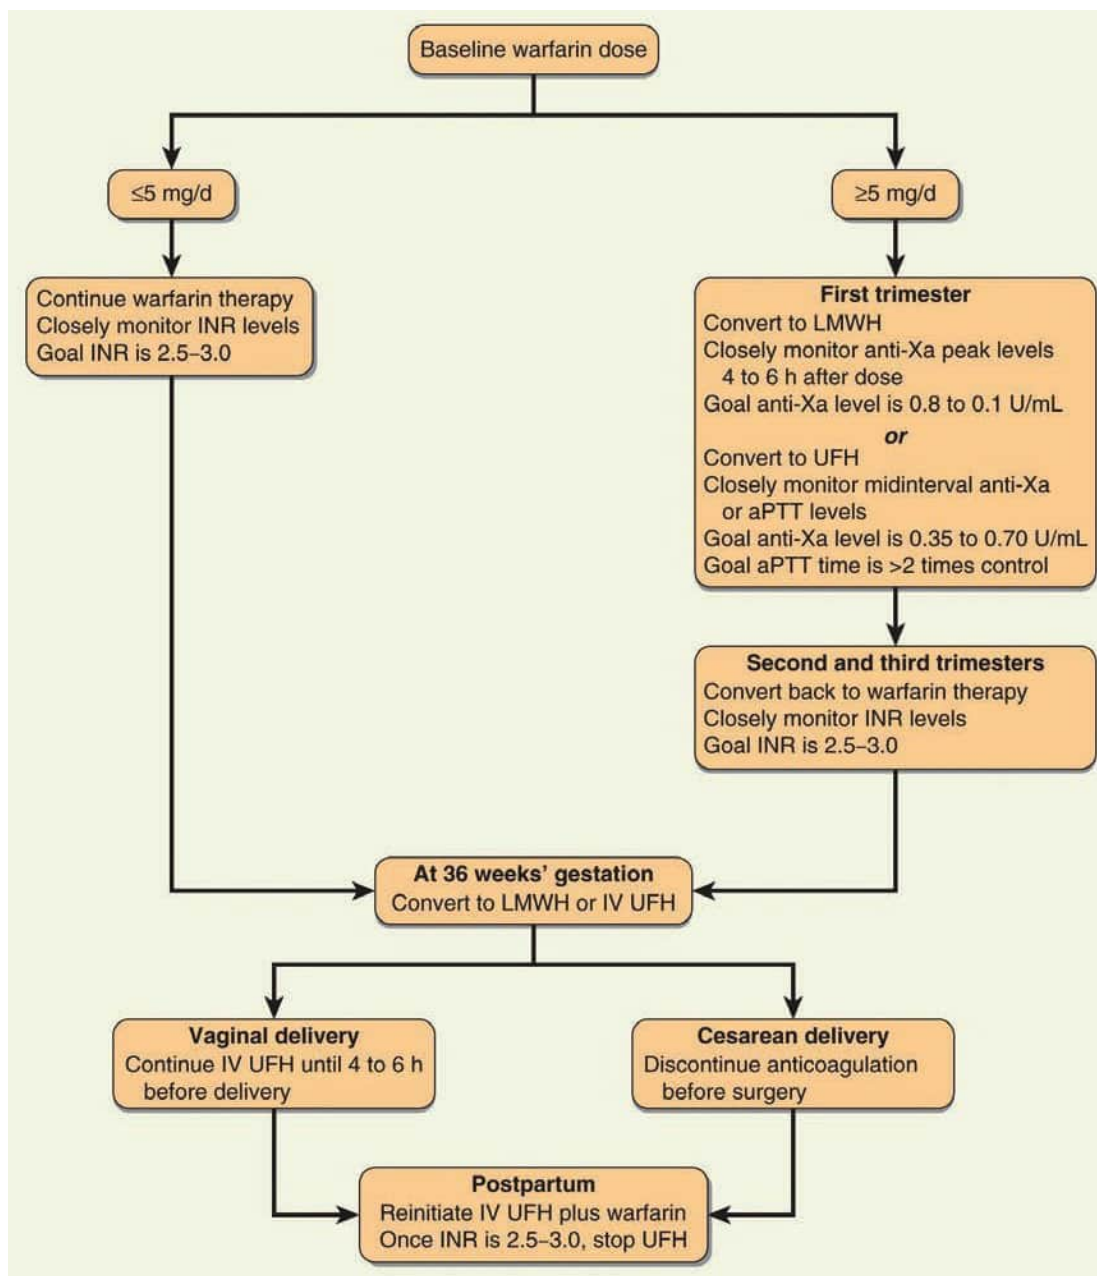 Baseline warfarin dose
≤5 mg/d
≥5 mg/d
Continue warfarin therapy
Closely monitor INR levels
Goal INR is 2.5–3.0
First trimester
Convert to LMWH
Closely monitor anti-Xa peak levels
4 to 6 h after dose
Goal anti-Xa level is 0.8 to 0.1 U/mL
or
Convert to UFH
Closely monitor midinterval anti-Xa
or aPTT levels
Goal anti-Xa level is 0.35 to 0.70 U/mL
Goal aPTT time is >2 times control
Second and third trimesters
Convert back to warfarin therapy
Closely monitor INR levels
Goal INR is 2.5–3.0
At 36 weeks’ gestation
Convert to LMWH or IV UFH
Vaginal delivery
Continue IV UFH until 4 to 6 h
before delivery
Cesarean delivery
Discontinue anticoagulation
before surgery
Postpartum
Reinitiate IV UFH plus warfarin
Once INR is 2.5–3.0, stop UFH